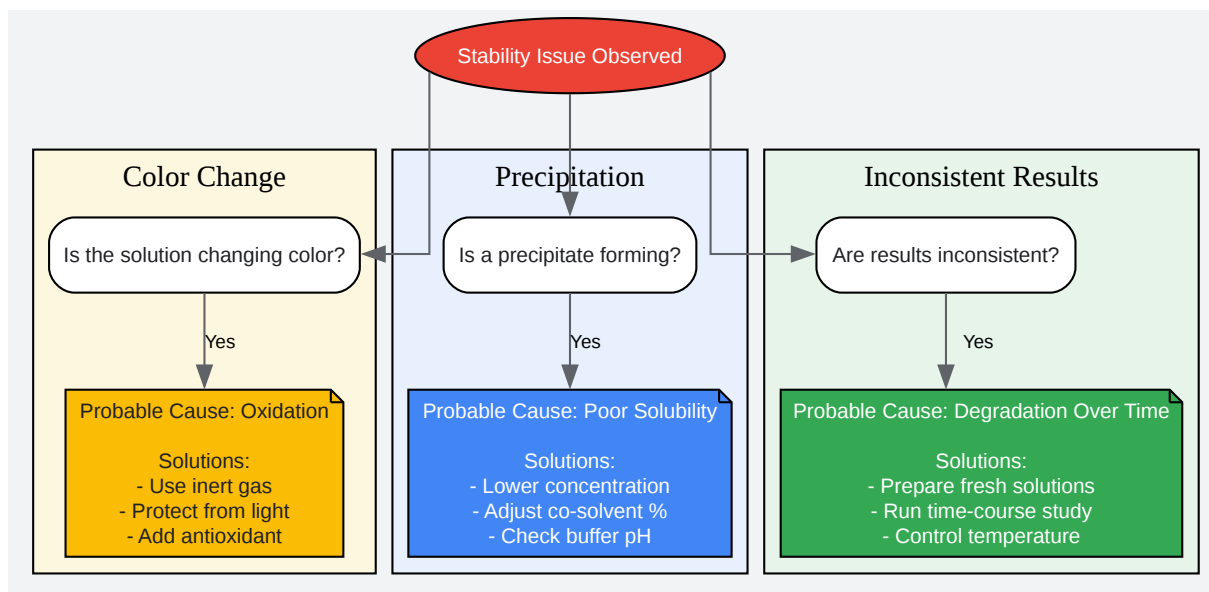 Stability Issue Observed
Color Change
Is the solution changing color?
Yes
Probable Cause: Oxidation
Solutions:
- Use inert gas
- Protect from light
- Add antioxidant
Precipitation
Is a precipitate forming?
Yes
Probable Cause: Poor Solubility
Solutions:
- Lower concentration
- Adjust co-solvent %
- Check buffer pH
Inconsistent Results
Are results inconsistent?
Yes
Probable Cause: Degradation Over Time
Solutions:
- Prepare fresh solutions
- Run time-course study
- Control temperature